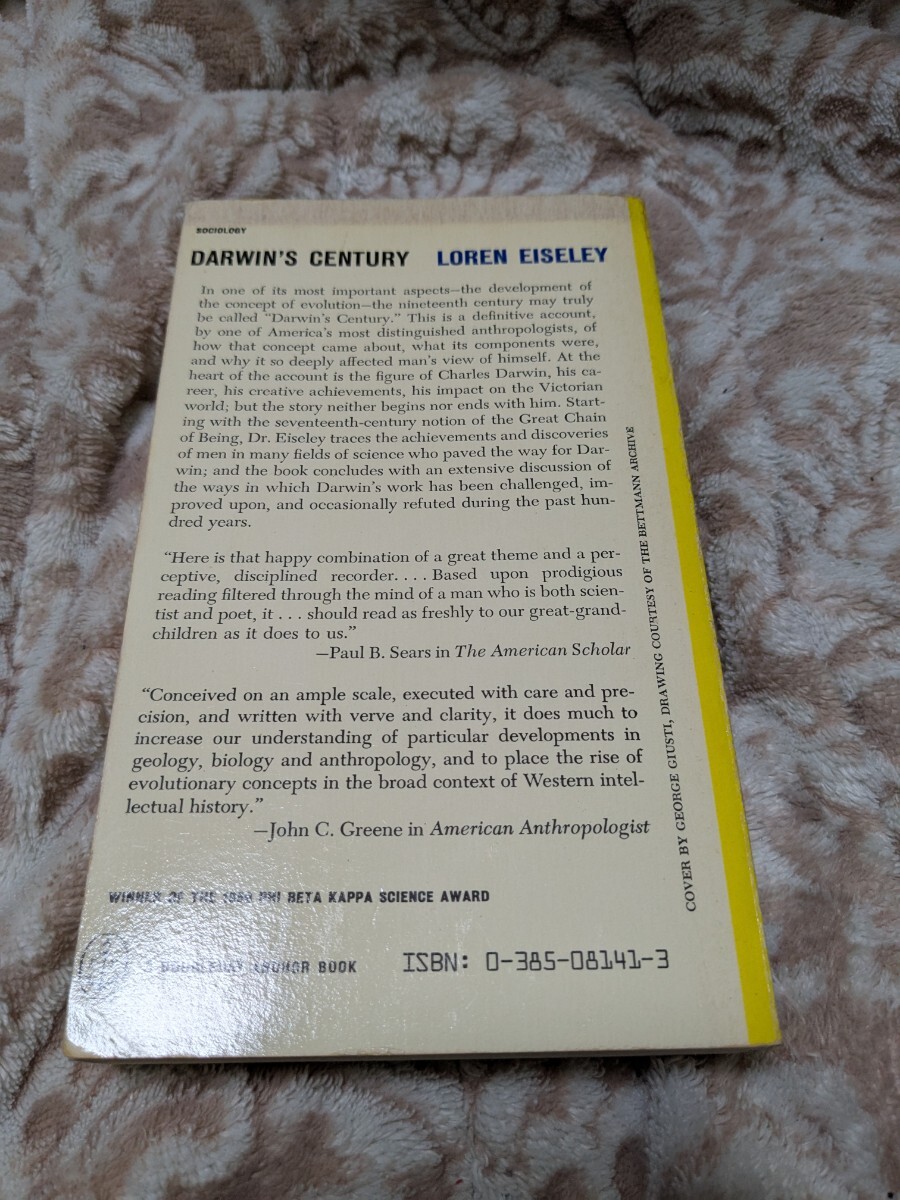 SOCIOLOGY
DARWIN'S CENTURY LOREN EISELEY
In one of its most important aspects—the development of
the concept of evolution—the nineteenth century may truly
be called "Darwin's Century." This is a definitive account,
by one of America's most distinguished anthropologists, of
how that concept came about, what its components were,
and why it so deeply affected man's view of himself. At the
heart of the account is the figure of Charles Darwin, his ca-
reer, his creative achievements, his impact on the Victorian
world; but the story neither begins nor ends with him. Start-
ing with the seventeenth-century notion of the Great Chain
of Being, Dr. Eiseley traces the achievements and discoveries
of men in many fields of science who paved the way for Dar-
win; and the book concludes with an extensive discussion of
the ways in which Darwin's work has been challenged, im-
proved upon, and occasionally refuted during the past hun-
dred years.
"Here is that happy combination of a great theme and a per-
ceptive, disciplined recorder. . . . Based upon prodigious
reading filtered through the mind of a man who is both scien-
tist and poet, it . . . should read as freshly to our great-grand-
children as it does to us."
—Paul B. Sears in The American Scholar
"Conceived on an ample scale, executed with care and pre-
cision, and written with verve and clarity, it does much to
increase our understanding of particular developments in
geology, biology and anthropology, and to place the rise of
evolutionary concepts in the broad context of Western intel-
lectual history."
—John C. Greene in American Anthropologist
WINNER OF THE PHI BETA KAPPA SCIENCE AWARD
ANCHOR BOOK
ISBN: 0-385-08141-3
COVER BY GEORGE GIUSTI, DRAWING COURTESY OF THE BETTMANN ARCHIVE